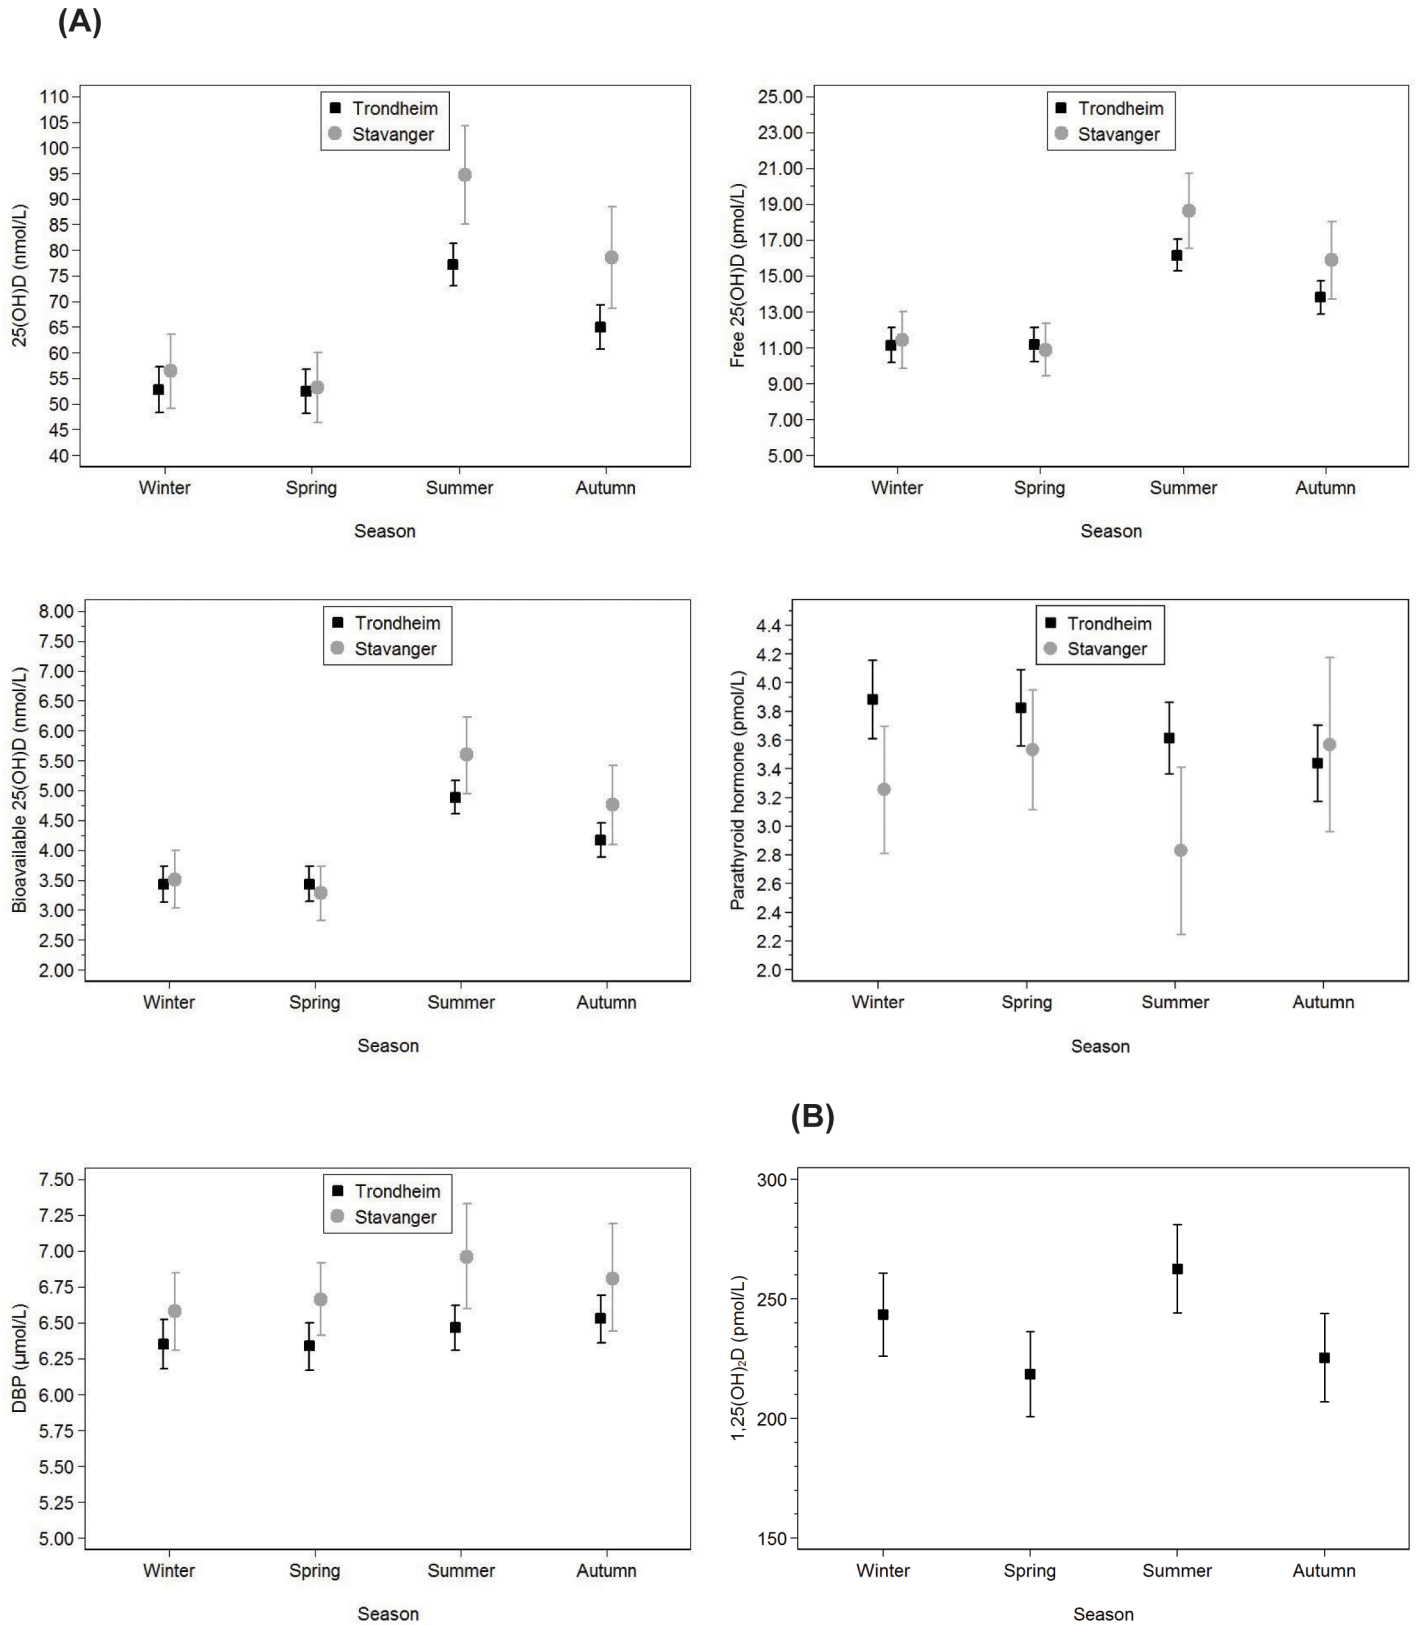 (A)
25(OH)D (nmol/L)
110
105
100
95
90
85
80
75
70
65
60
55
50
45
40
Trondheim
Stavanger
Winter Spring Summer Autumn
Season
Free 25(OH)D (pmol/L)
25.00
23.00
21.00
19.00
17.00
15.00
13.00
11.00
9.00
7.00
5.00
Trondheim
Stavanger
Winter Spring Summer Autumn
Season
Bioavailable 25(OH)D (nmol/L)
8.00
7.50
7.00
6.50
6.00
5.50
5.00
4.50
4.00
3.50
3.00
2.50
2.00
Trondheim
Stavanger
Winter Spring Summer Autumn
Season
Parathyroid hormone (pmol/L)
4.4
4.2
4.0
3.8
3.6
3.4
3.2
3.0
2.8
2.6
2.4
2.2
2.0
Trondheim
Stavanger
Winter Spring Summer Autumn
Season
DBP (μmol/L)
7.50
7.25
7.00
6.75
6.50
6.25
6.00
5.75
5.50
5.25
5.00
Trondheim
Stavanger
Winter Spring Summer Autumn
Season
(B)
1,25(OH)₂D (pmol/L)
300
250
200
150
Winter Spring Summer Autumn
Season